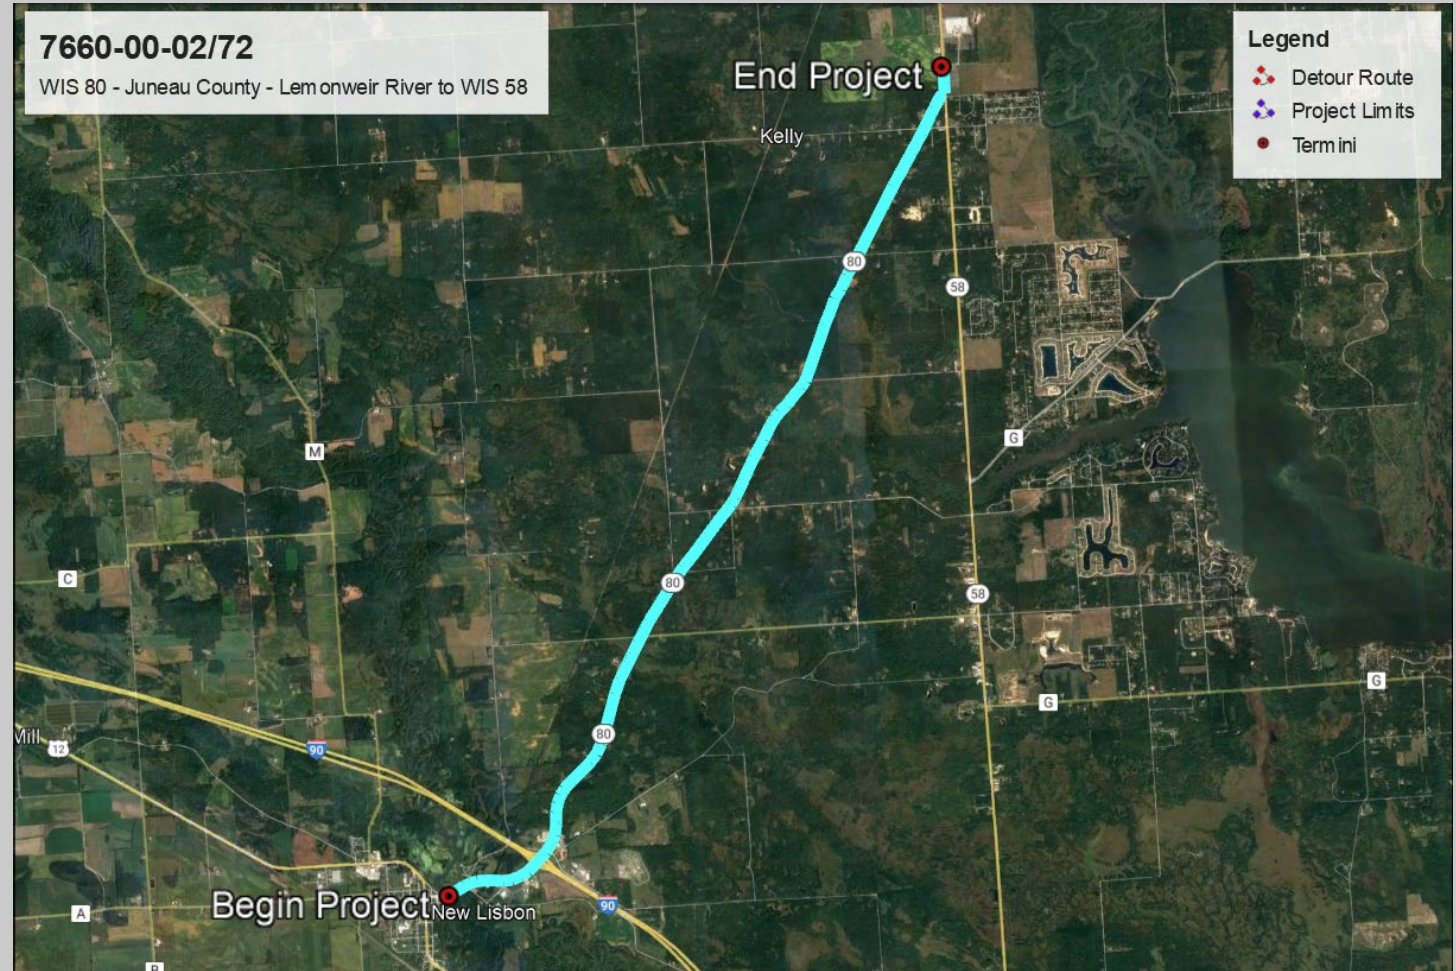 7660-00-02/72
WIS 80 - Juneau County - Lemonweir River to WIS 58
Legend
Detour Route
Project Limits
Termini
End Project
Kelly
80
58
G
M
80
C
58
G
G
80
Mill
12
90
Begin Project
New Lisbon
90
A